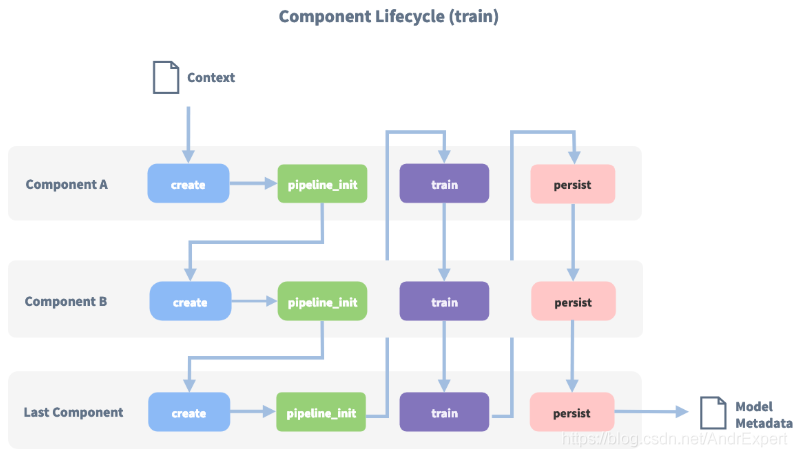 Component Lifecycle (train)
Context
Component A
create
pipeline_init
train
persist
Component B
create
pipeline_init
train
persist
Last Component
create
pipeline_init
train
persist
Model
Metadata
https://blog.csdn.net/AndrExpert